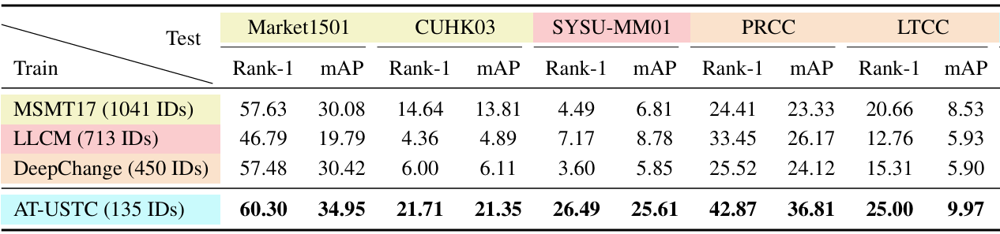 Test Market1501 CUHK03 SYSU-MM01 PRCC LTCC
Train Rank-1 mAP Rank-1 mAP Rank-1 mAP Rank-1 mAP Rank-1 mAP
MSMT17 (1041 IDs) 57.63 30.08 14.64 13.81 4.49 6.81 24.41 23.33 20.66 8.53
LLCM (713 IDs) 46.79 19.79 4.36 4.89 7.17 8.78 33.45 26.17 12.76 5.93
DeepChange (450 IDs) 57.48 30.42 6.00 6.11 3.60 5.85 25.52 24.12 15.31 5.90
AT-USTC (135 IDs) 60.30 34.95 21.71 21.35 26.49 25.61 42.87 36.81 25.00 9.97